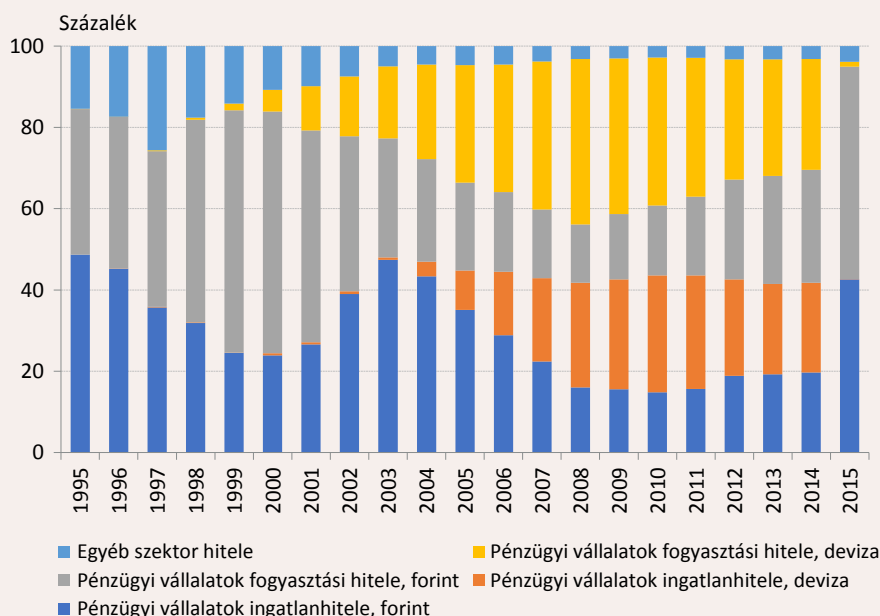 Százalék
100
80
60
40
20
0
1995 1996 1997 1998 1999 2000 2001 2002 2003 2004 2005 2006 2007 2008 2009 2010 2011 2012 2013 2014 2015
Egyéb szektor hitele Pénzügyi vállalatok fogyasztási hitele, deviza
Pénzügyi vállalatok fogyasztási hitele, forint Pénzügyi vállalatok ingatlanhitele, deviza
Pénzügyi vállalatok ingatlanhitele, forint